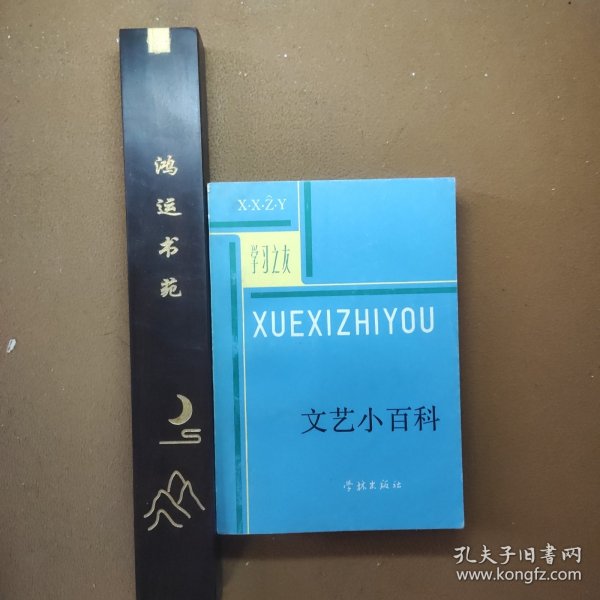 鸿运书苑
X·X·Ẑ·Y
学习之友
XUEXIZHIYOU
文艺小百科
学林出版社
孔夫子旧书网
www.kongfz.com